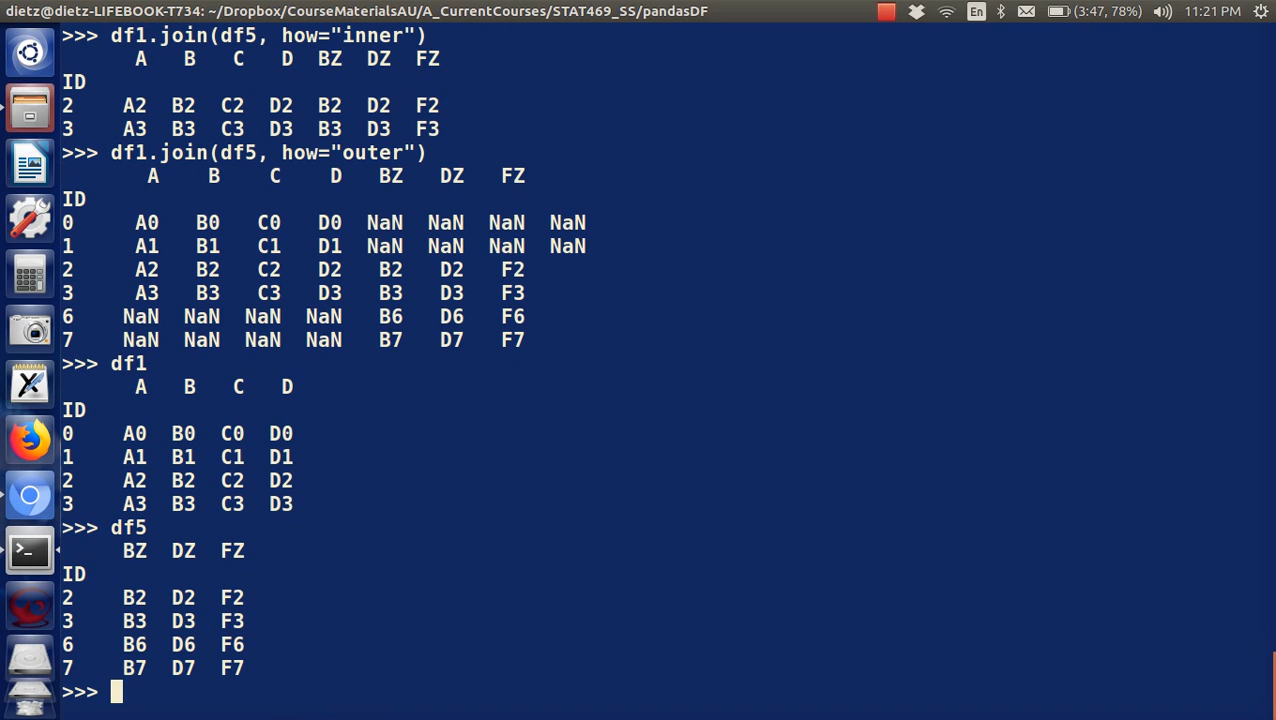 dietz@dietz-LIFEBOOK-T734: ~/Dropbox/CourseMaterialsAU/A_CurrentCourses/STAT469_SS/pandasDF En (3:47, 78%) 11:21 PM
>>> df1.join(df5, how="inner")
A B C D BZ DZ FZ
ID
2 A2 B2 C2 D2 B2 D2 F2
3 A3 B3 C3 D3 B3 D3 F3
>>> df1.join(df5, how="outer")
A B C D BZ DZ FZ
ID
0 A0 B0 C0 D0 NaN NaN NaN NaN
1 A1 B1 C1 D1 NaN NaN NaN NaN
2 A2 B2 C2 D2 B2 D2 F2
3 A3 B3 C3 D3 B3 D3 F3
6 NaN NaN NaN NaN B6 D6 F6
7 NaN NaN NaN NaN B7 D7 F7
>>> df1
A B C D
ID
0 A0 B0 C0 D0
1 A1 B1 C1 D1
2 A2 B2 C2 D2
3 A3 B3 C3 D3
>>> df5
BZ DZ FZ
ID
2 B2 D2 F2
3 B3 D3 F3
6 B6 D6 F6
7 B7 D7 F7
>>>